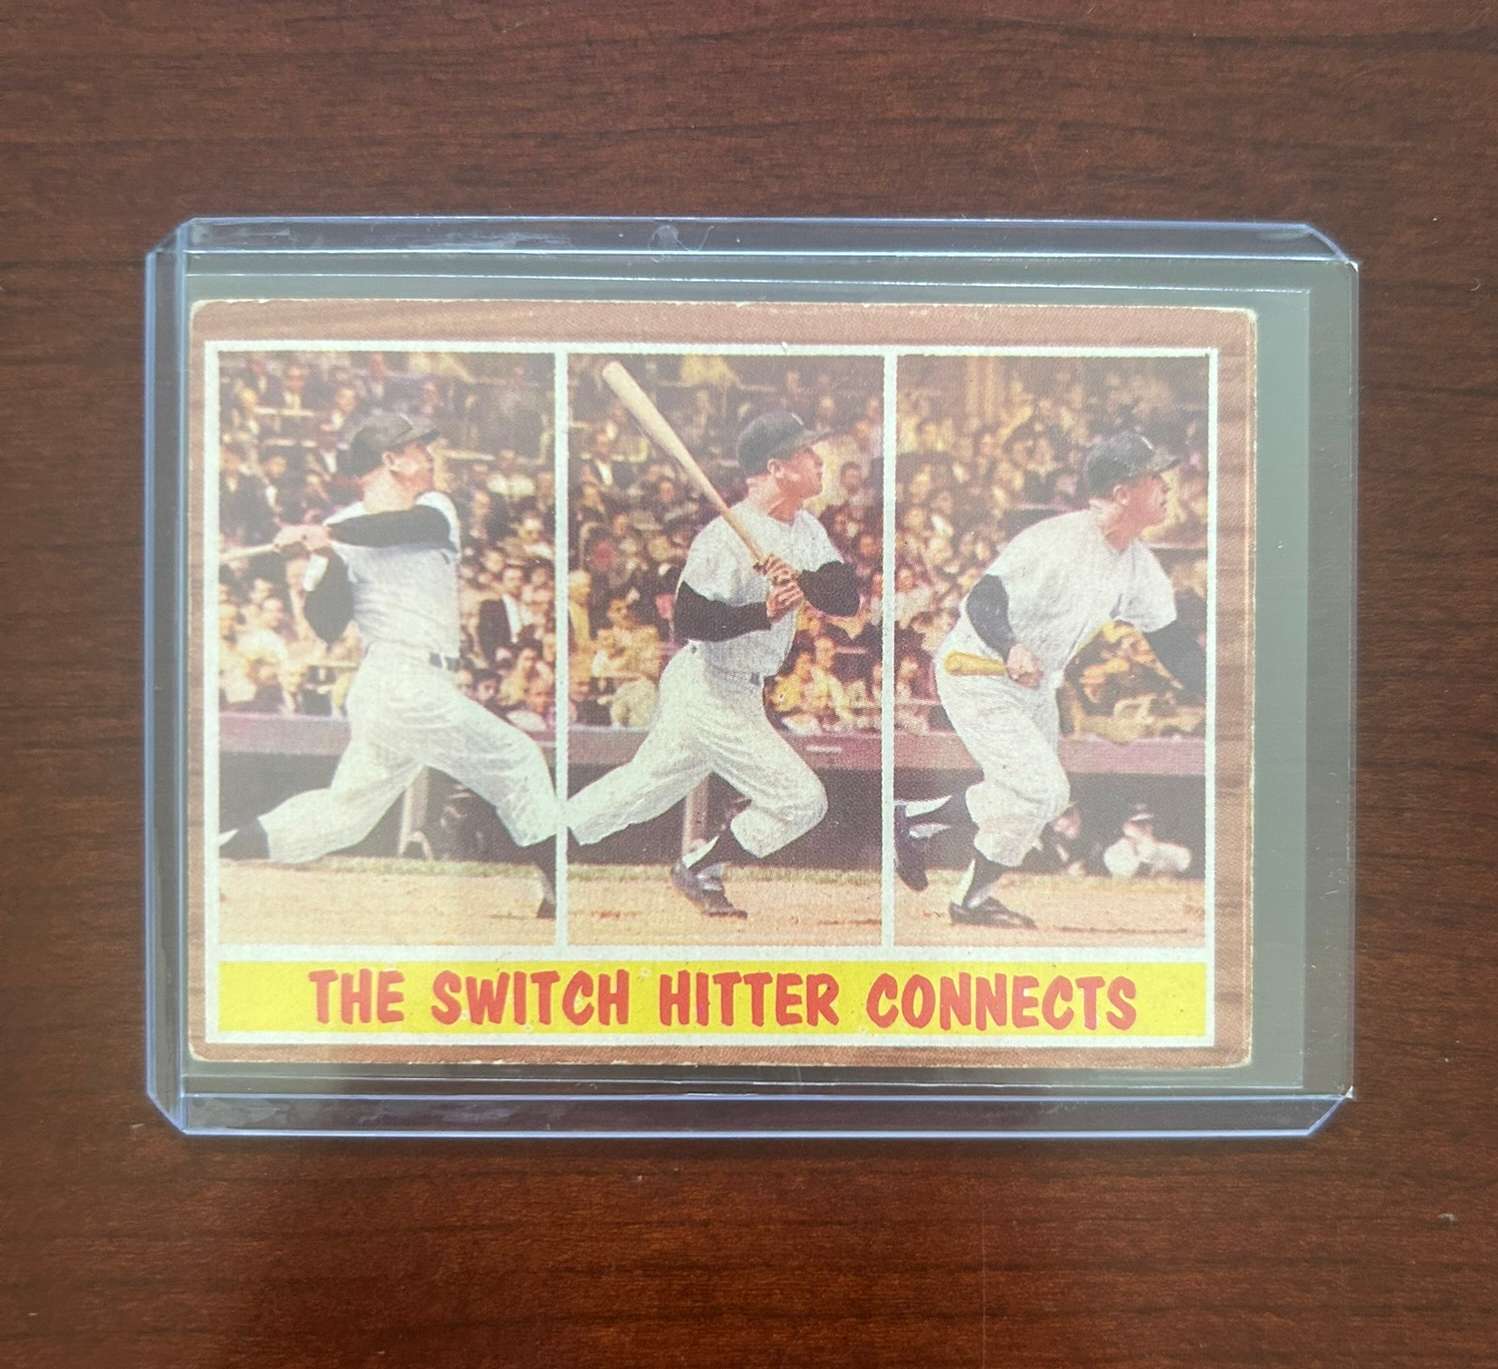 THE SWITCH HITTER CONNECTS